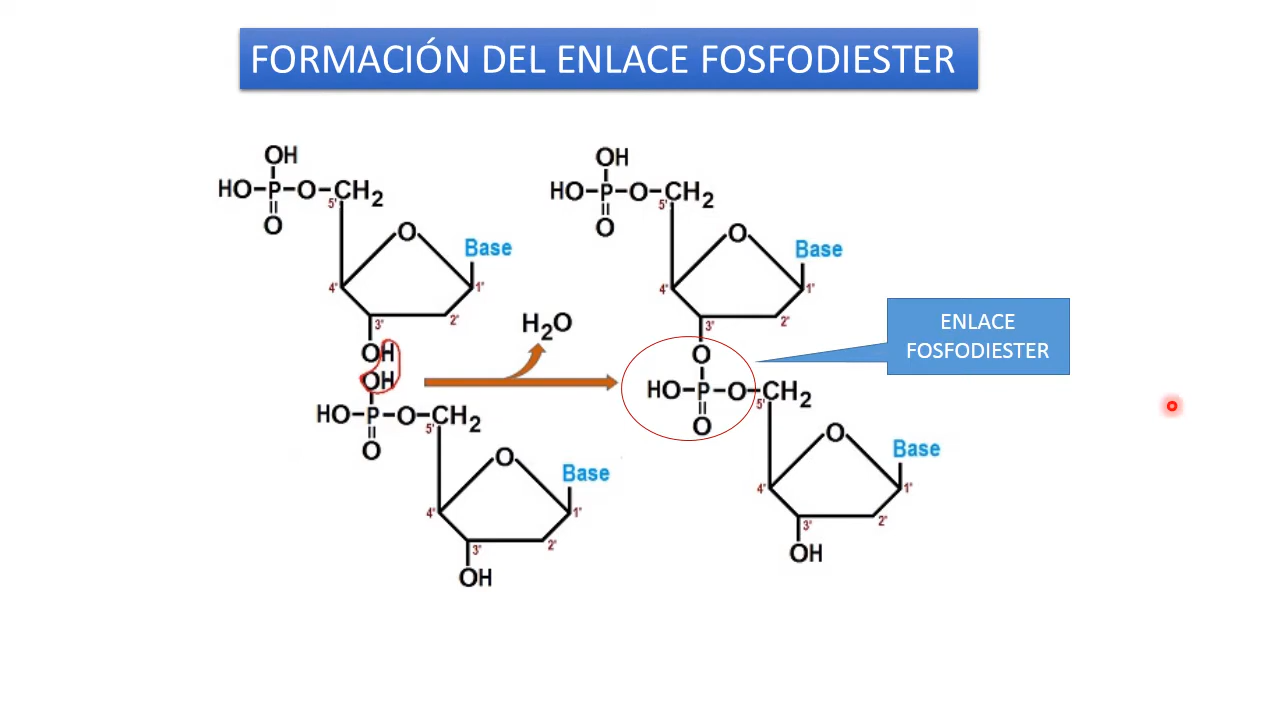 FORMACIÓN DEL ENLACE FOSFODIESTER
OH
HO-P-O-CH2
5'
O
O
Base
4'
1'
3'
2'
OH
OH
HO-P-O-CH2
5'
O
O
Base
4'
1'
3'
2'
OH
H2O
OH
HO-P-O-CH2
5'
O
O
Base
4'
1'
3'
2'
O
HO-P-O-CH2
5'
O
O
Base
4'
1'
3'
2'
OH
ENLACE
FOSFODIESTER